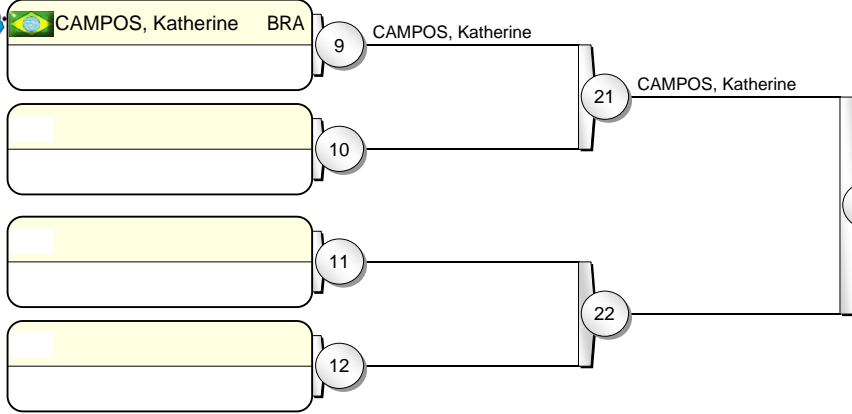 CAMPOS, Katherine BRA
9
CAMPOS, Katherine
21
CAMPOS, Katherine
10
11
22
12